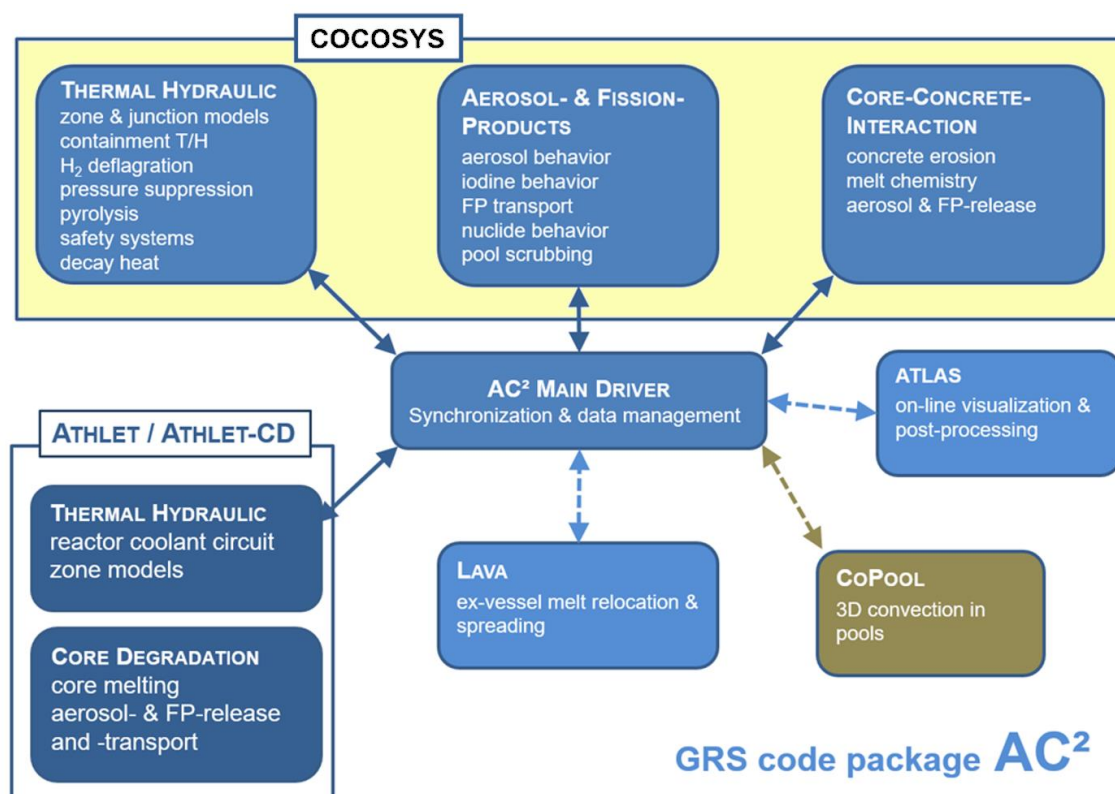 COCOSYS
THERMAL HYDRAULIC
zone & junction models
containment T/H
H₂ deflagration
pressure suppression
pyrolysis
safety systems
decay heat
AEROSOL- & FISSION-
PRODUCTS
aerosol behavior
iodine behavior
FP transport
nuclide behavior
pool scrubbing
CORE-CONCRETE-
INTERACTION
concrete erosion
melt chemistry
aerosol & FP-release
AC² MAIN DRIVER
Synchronization & data management
ATLAS
on-line visualization &
post-processing
ATHLET / ATHLET-CD
THERMAL HYDRAULIC
reactor coolant circuit
zone models
CORE DEGRADATION
core melting
aerosol- & FP-release
and -transport
LAVA
ex-vessel melt relocation &
spreading
COPOOL
3D convection in
pools
GRS code package AC²